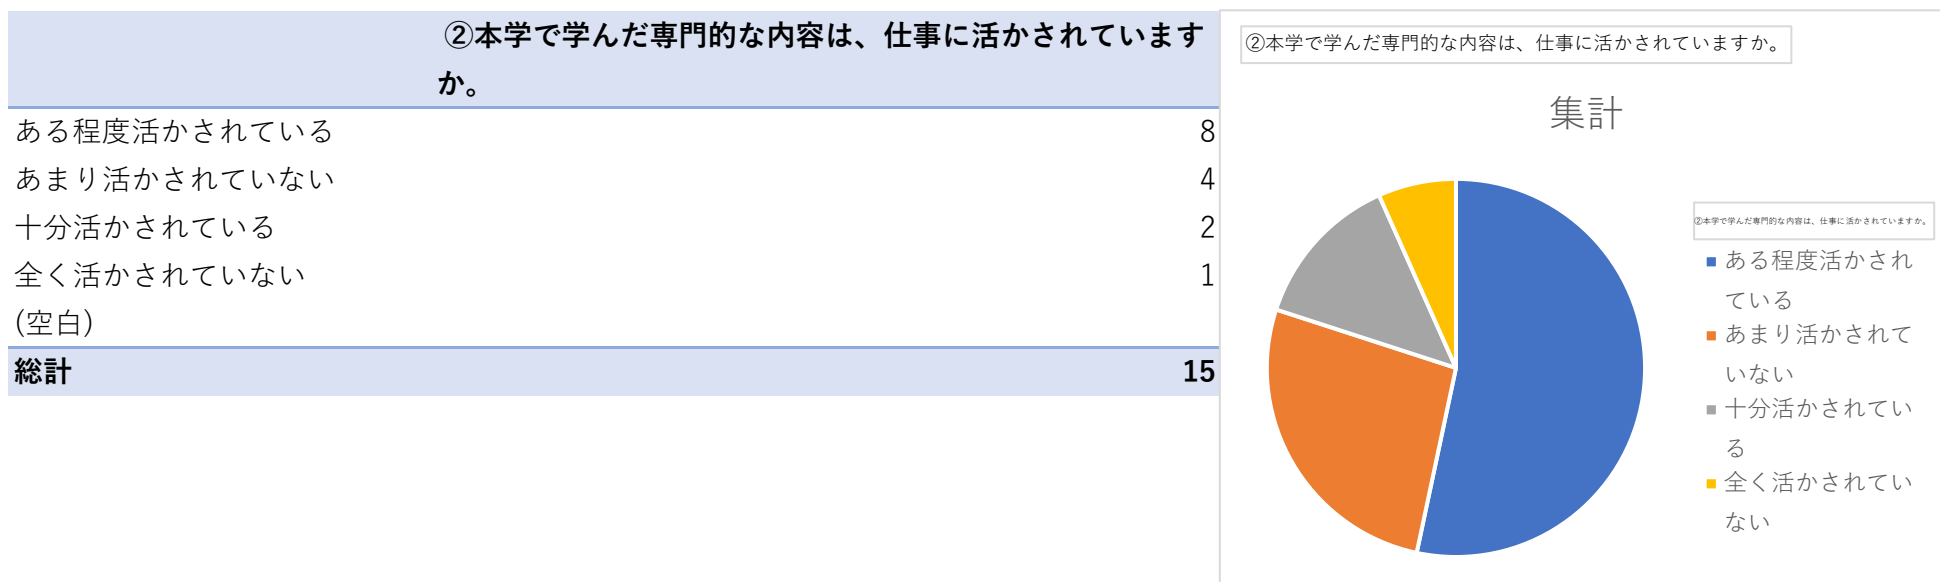 ②本学で学んだ専門的な内容は、仕事に活かされています
か。
ある程度活かされている 8
あまり活かされていない 4
十分活かされている 2
全く活かされていない 1
(空白)
総計 15
②本学で学んだ専門的な内容は、仕事に活かされていますか。
集計
②本学で学んだ専門的な内容は、仕事に活かされていますか。
ある程度活かされ
ている
あまり活かされて
いない
十分活かされてい
る
全く活かされてい
ない